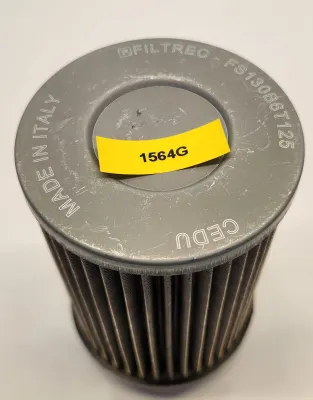 FILTREC - FS130B6T125
1564G
MADE IN ITALY
CEDU